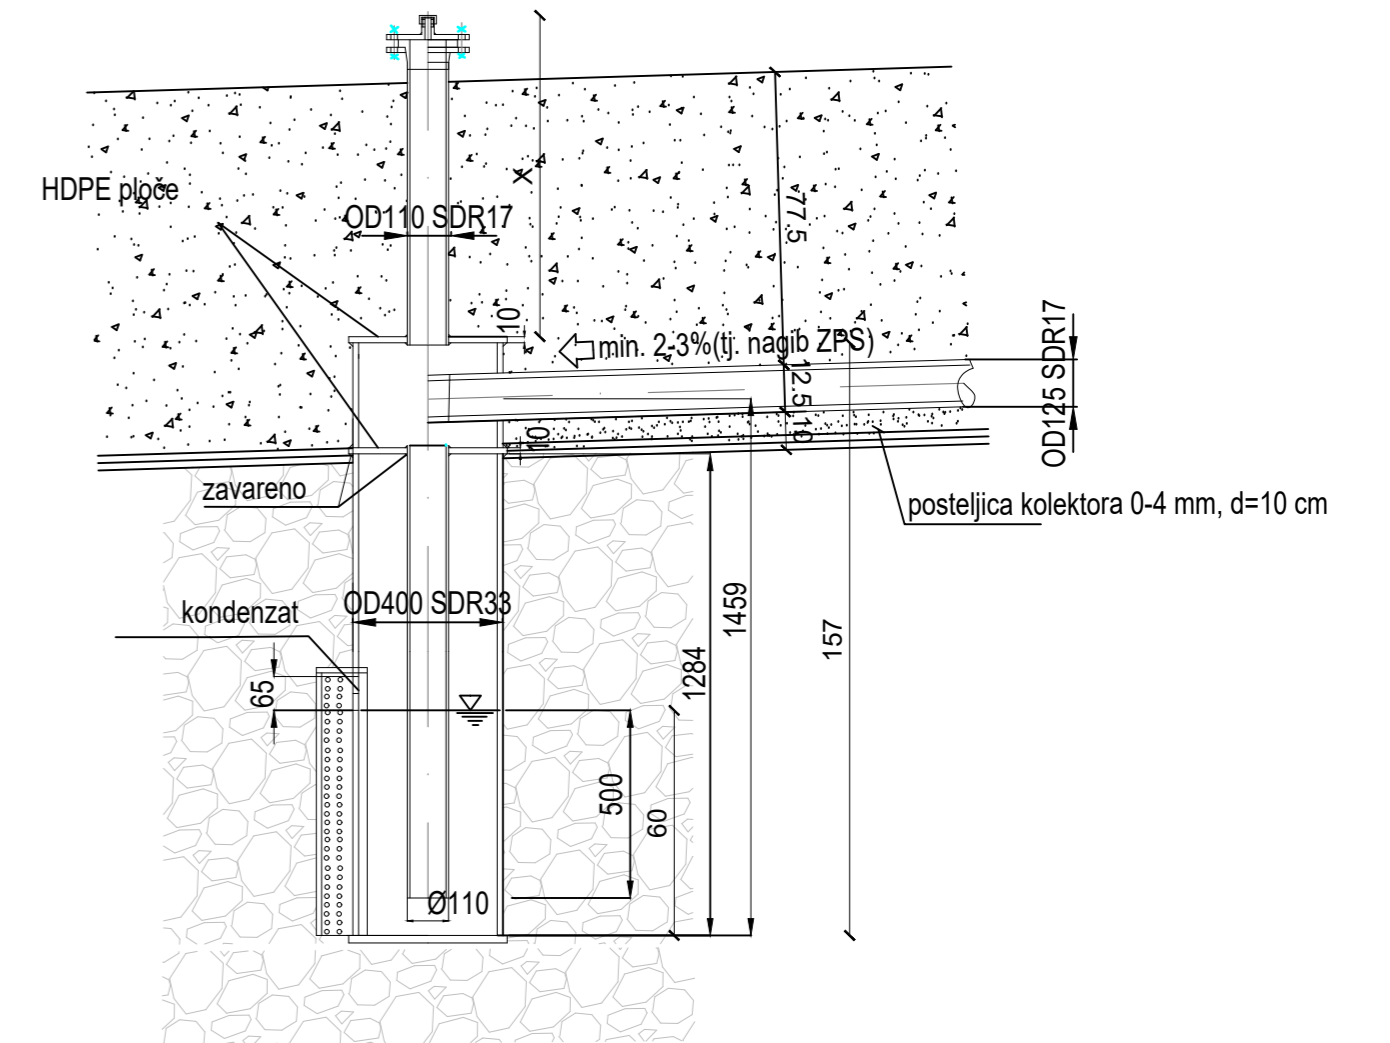 X
HDPE ploče
OD110 SDR17
77.5
10
min. 2-3%(tj. nagib ZPS)
OD125 SDR17
12.5
10
10
zavareno
posteljica kolektora 0-4 mm, d=10 cm
OD400 SDR33
kondenzat
1459
157
1284
65
500
60
Ø110